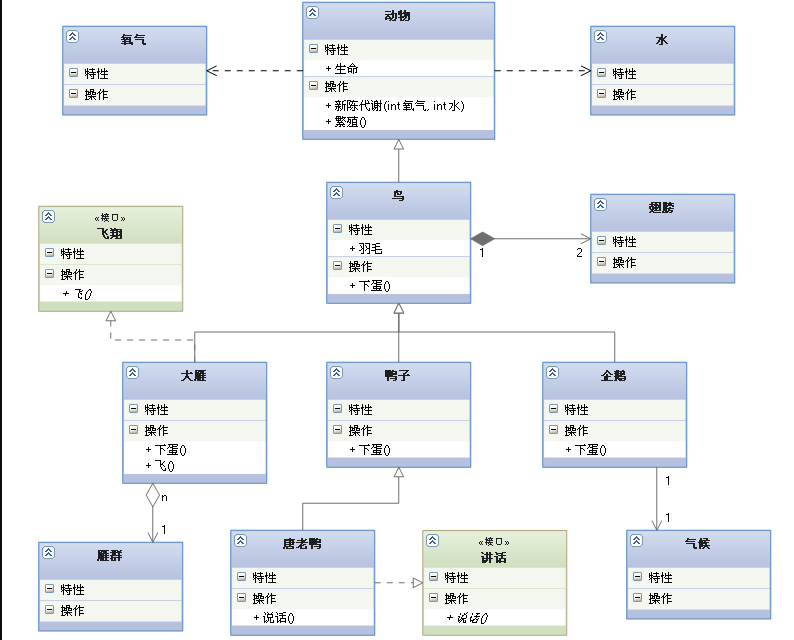 动物
特性
+ 生命
操作
+ 新陈代谢(int 氧气, int 水)
+ 繁殖()
氧气
特性
操作
水
特性
操作
鸟
特性
+ 羽毛
操作
+ 下蛋()
1
2
翅膀
特性
操作
«接口»
飞翔
特性
操作
+ 飞()
大雁
特性
操作
+ 下蛋()
+ 飞()
鸭子
特性
操作
+ 下蛋()
企鹅
特性
操作
+ 下蛋()
n
1
1
1
雁群
特性
操作
唐老鸭
特性
操作
+ 说话()
«接口»
讲话
特性
操作
+ 说话()
气候
特性
操作